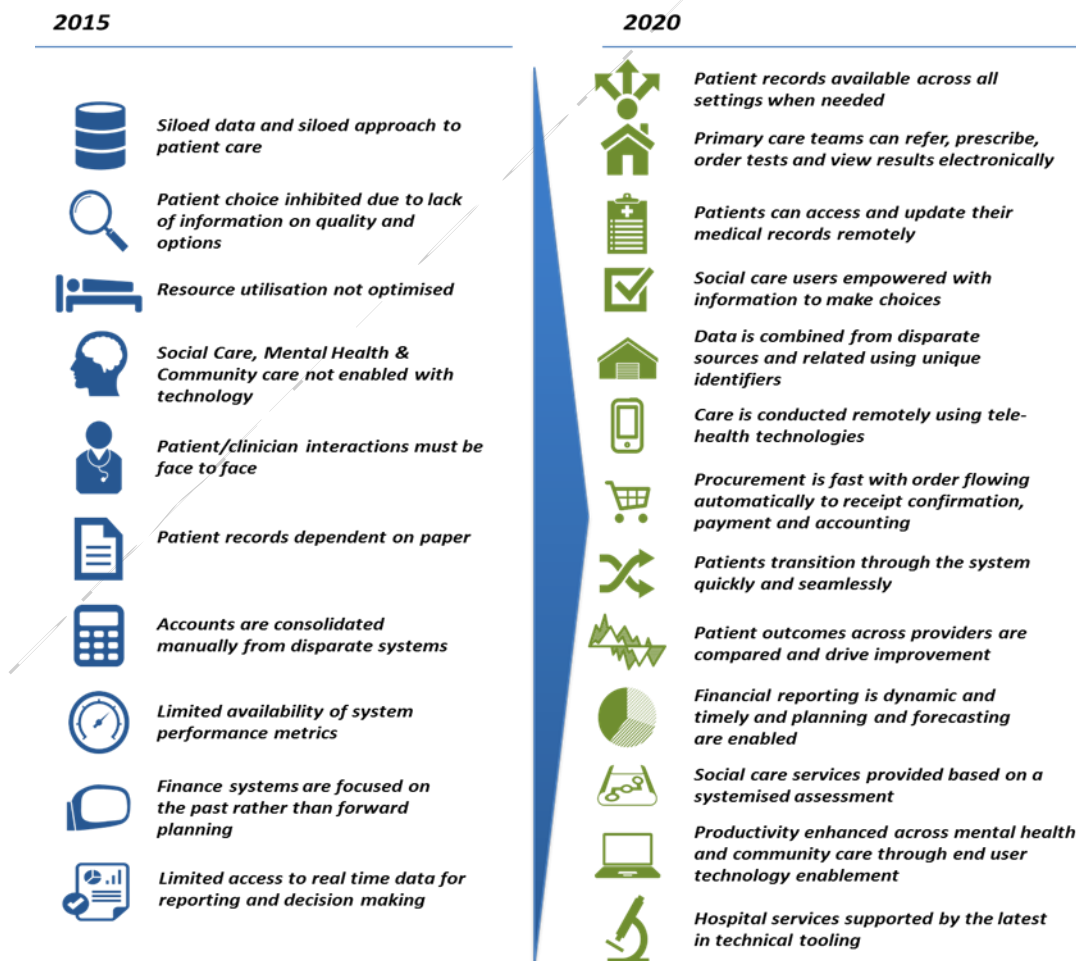 2015
Siloed data and siloed approach to
patient care
Patient choice inhibited due to lack
of information on quality and
options
Resource utilisation not optimised
Social Care, Mental Health &
Community care not enabled with
technology
Patient/clinician interactions must be
face to face
Patient records dependent on paper
Accounts are consolidated
manually from disparate systems
Limited availability of system
performance metrics
Finance systems are focused on
the past rather than forward
planning
Limited access to real time data for
reporting and decision making
2020
Patient records available across all
settings when needed
Primary care teams can refer, prescribe,
order tests and view results electronically
Patients can access and update their
medical records remotely
Social care users empowered with
information to make choices
Data is combined from disparate
sources and related using unique
identifiers
Care is conducted remotely using tele-
health technologies
Procurement is fast with order flowing
automatically to receipt confirmation,
payment and accounting
Patients transition through the system
quickly and seamlessly
Patient outcomes across providers are
compared and drive improvement
Financial reporting is dynamic and
timely and planning and forecasting
are enabled
Social care services provided based on a
systemised assessment
Productivity enhanced across mental health
and community care through end user
technology enablement
Hospital services supported by the latest
in technical tooling